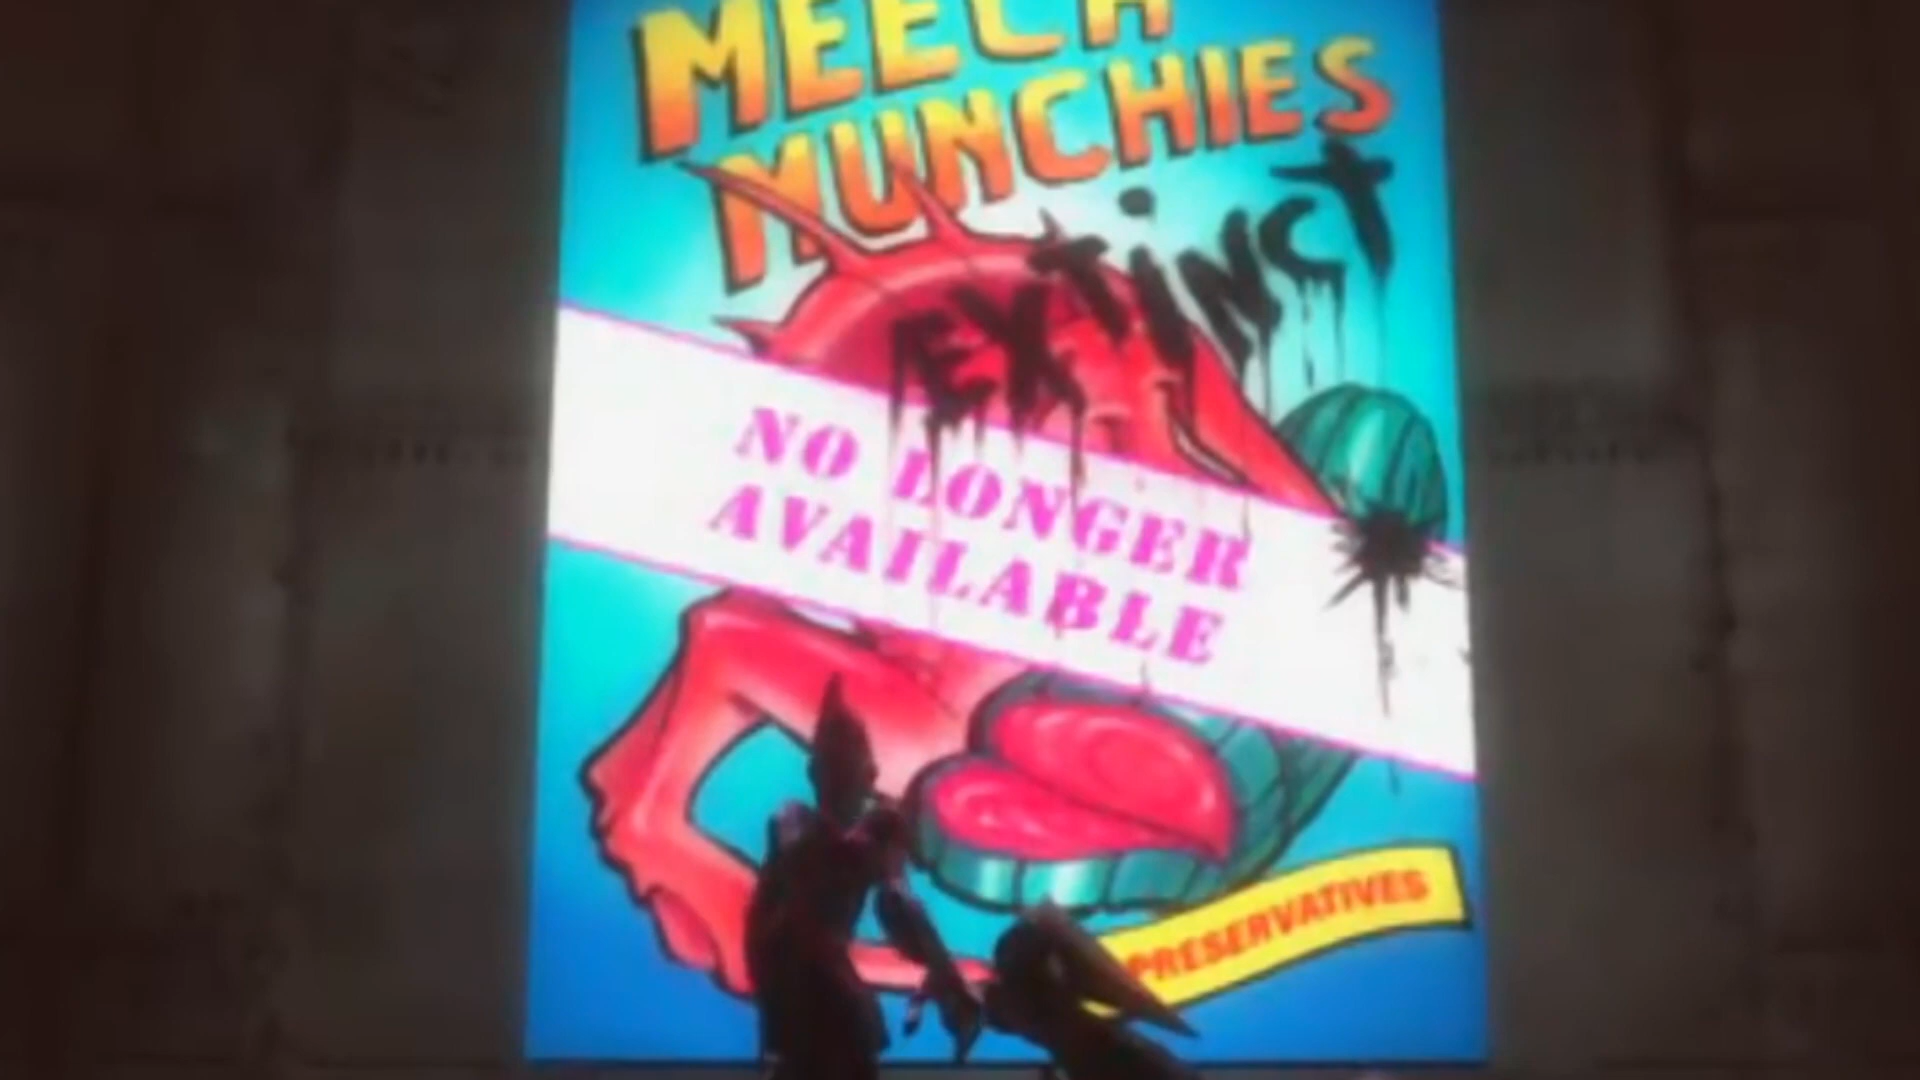 MEECH
MUNCHIES
EXTINCT
NO LONGER
AVAILABLE
PRESERVATIVES